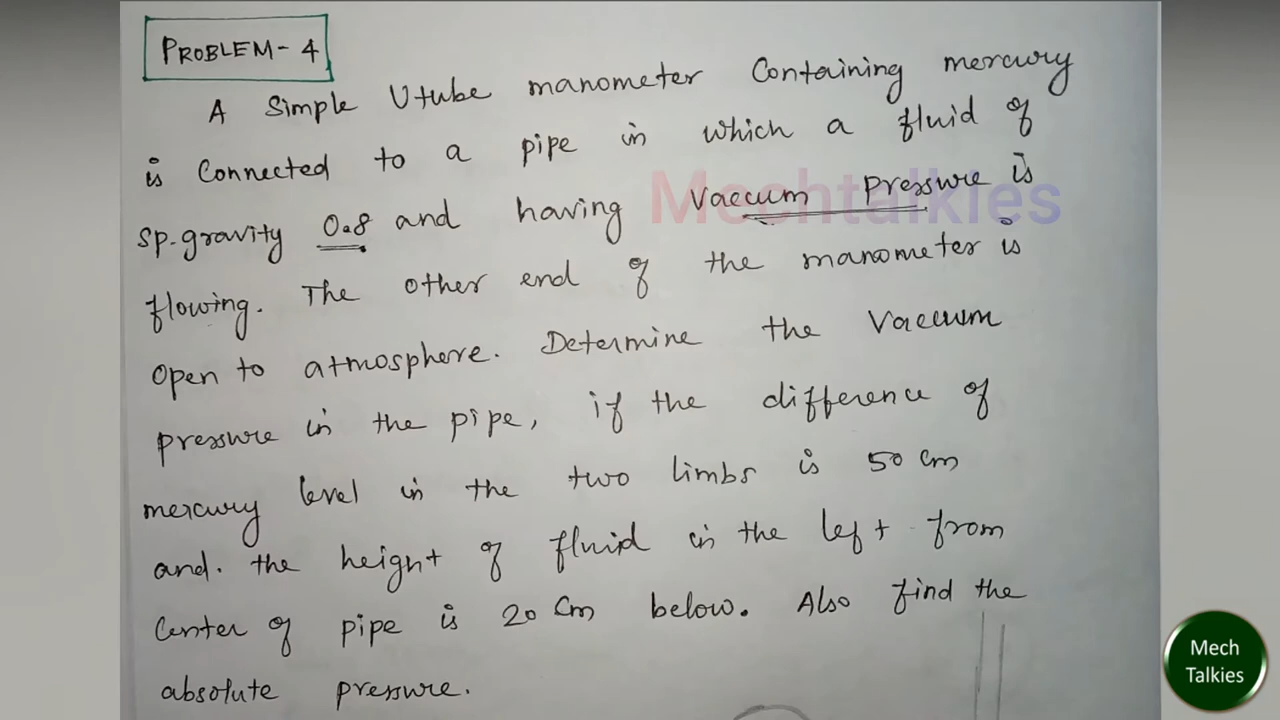 PROBLEM- 4
A Simple Utube manometer Containing mercury
is Connected to a pipe in which a fluid of
sp.gravity 0.8 and having Vaccum pressure is
flowing. The other end of the manometer is
open to atmosphere. Determine the Vaccum
pressure in the pipe, if the difference of
mercury level in the two limbs is 50 cm
and. the height of fluid in the left from
Center of pipe is 20 Cm below. Also find the
absolute pressure.
Mechtalkies
Mech
Talkies